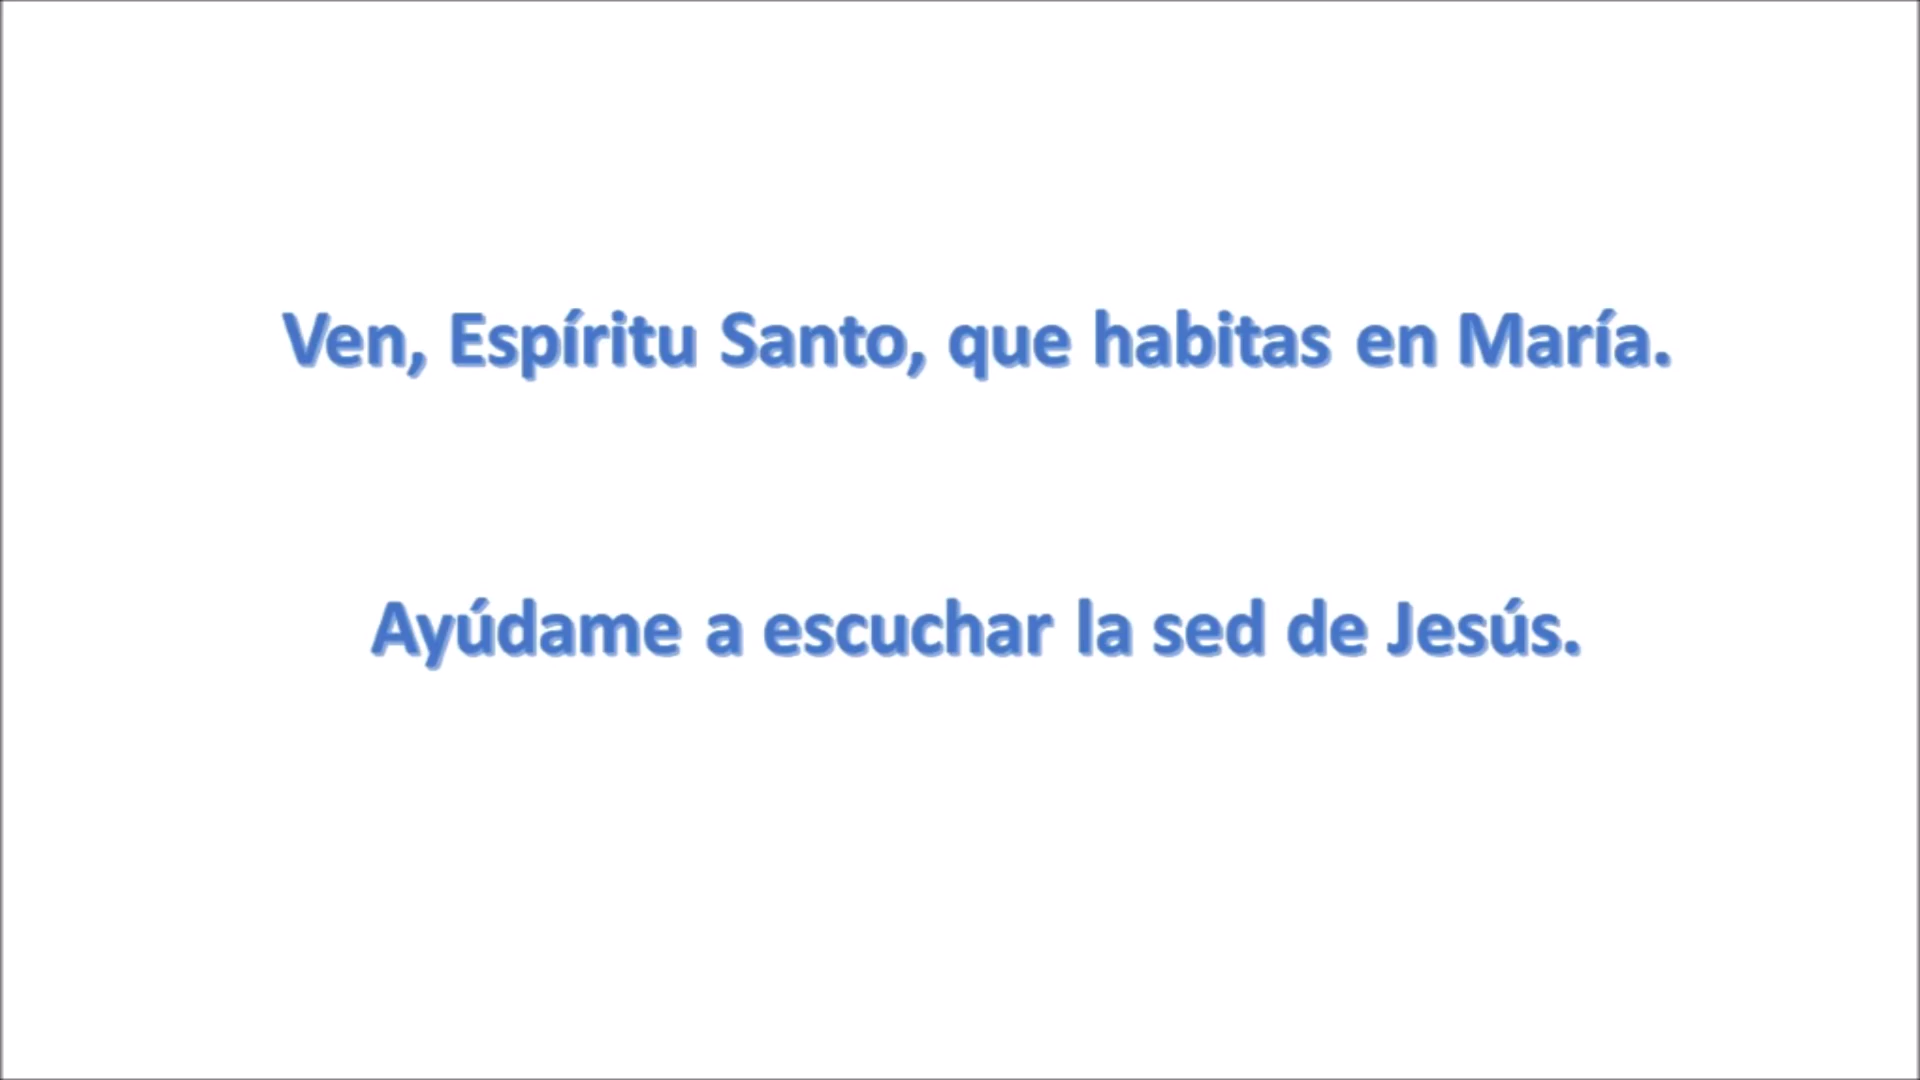 Ven, Espíritu Santo, que habitas en María.
Ayúdame a escuchar la sed de Jesús.